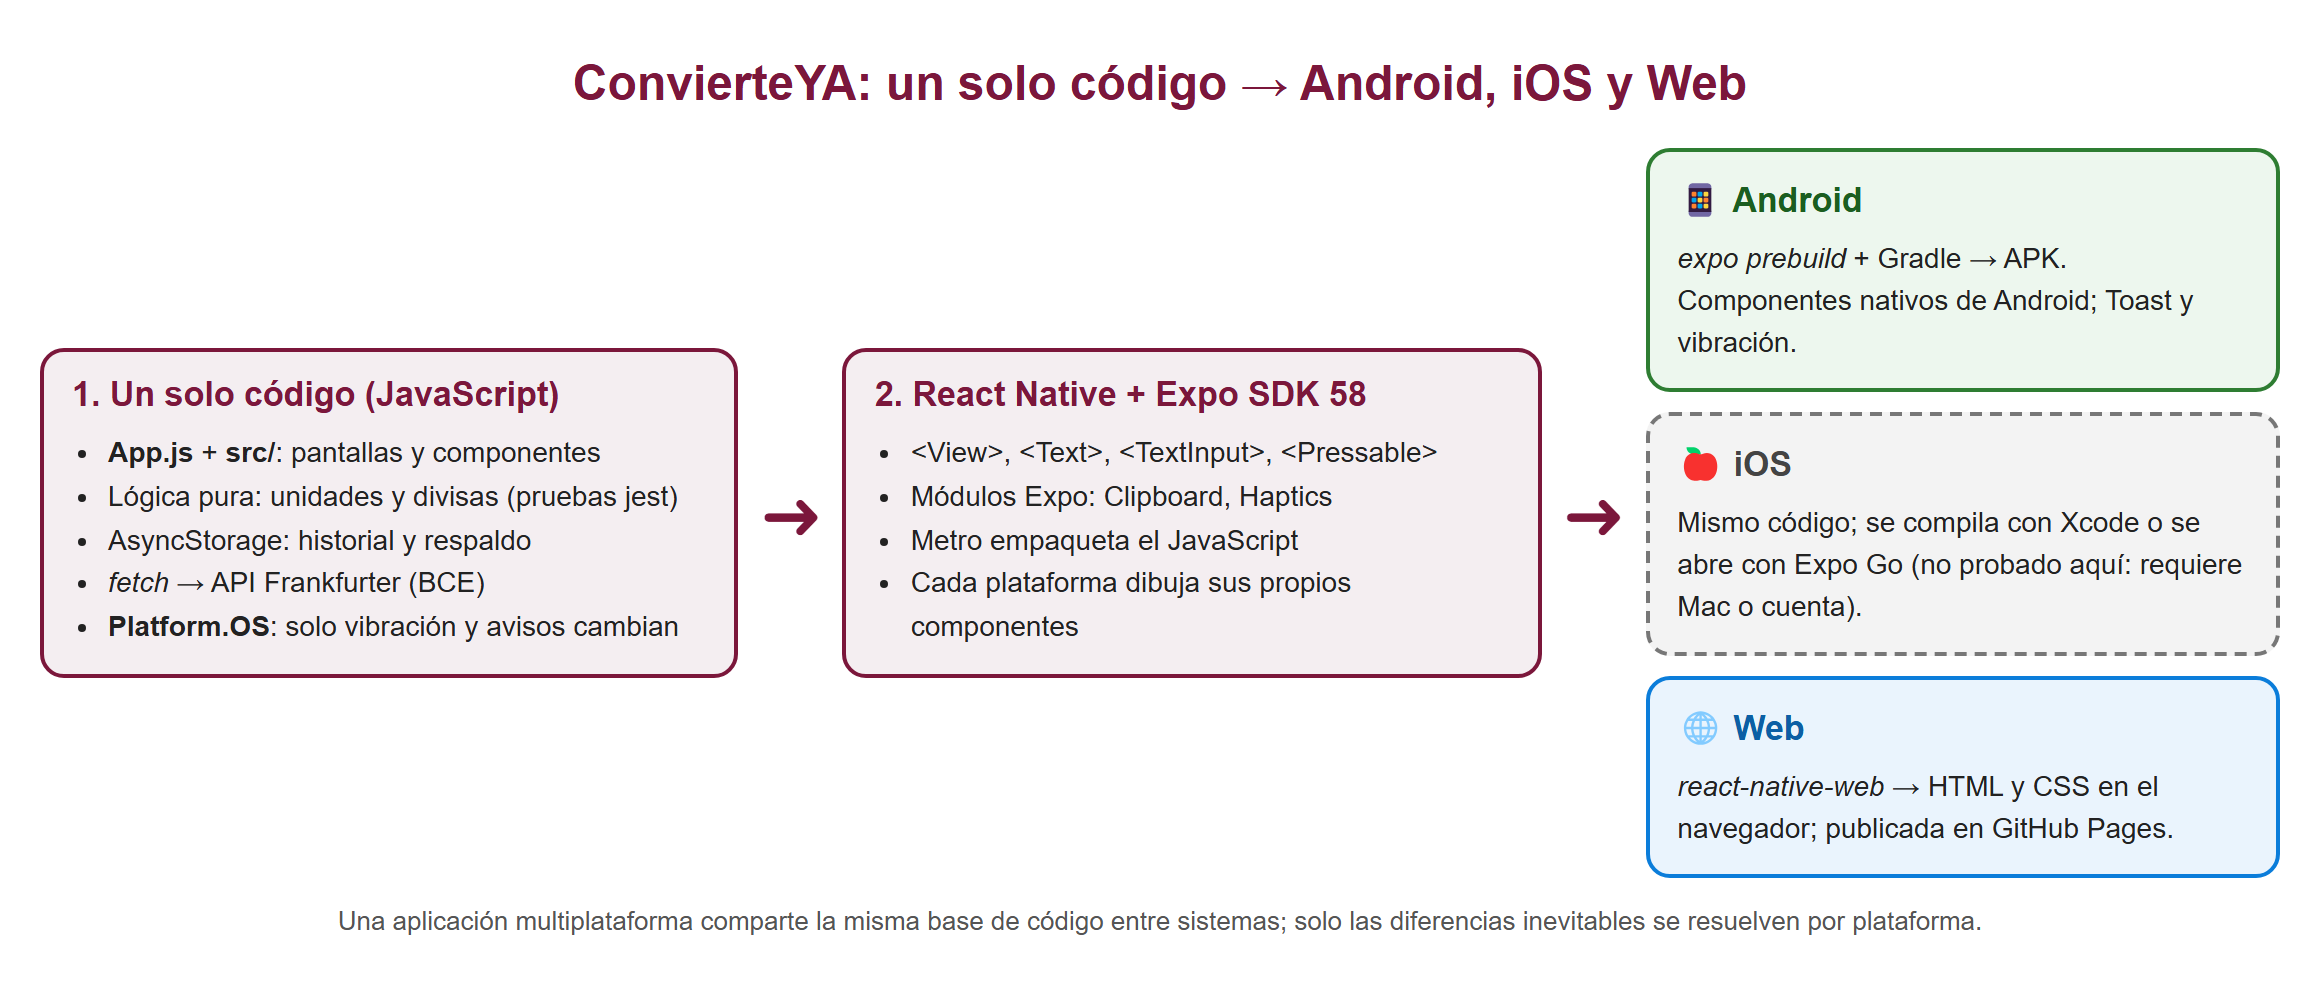 ConvierteYA: un solo código → Android, iOS y Web
1. Un solo código (JavaScript)
• App.js + src/: pantallas y componentes
• Lógica pura: unidades y divisas (pruebas jest)
• AsyncStorage: historial y respaldo
• fetch → API Frankfurter (BCE)
• Platform.OS: solo vibración y avisos cambian
→
2. React Native + Expo SDK 58
• <View>, <Text>, <TextInput>, <Pressable>
• Módulos Expo: Clipboard, Haptics
• Metro empaqueta el JavaScript
• Cada plataforma dibuja sus propios
componentes
→
Android
expo prebuild + Gradle → APK.
Componentes nativos de Android; Toast y
vibración.
iOS
Mismo código; se compila con Xcode o se
abre con Expo Go (no probado aquí: requiere
Mac o cuenta).
Web
react-native-web → HTML y CSS en el
navegador; publicada en GitHub Pages.
Una aplicación multiplataforma comparte la misma base de código entre sistemas; solo las diferencias inevitables se resuelven por plataforma.